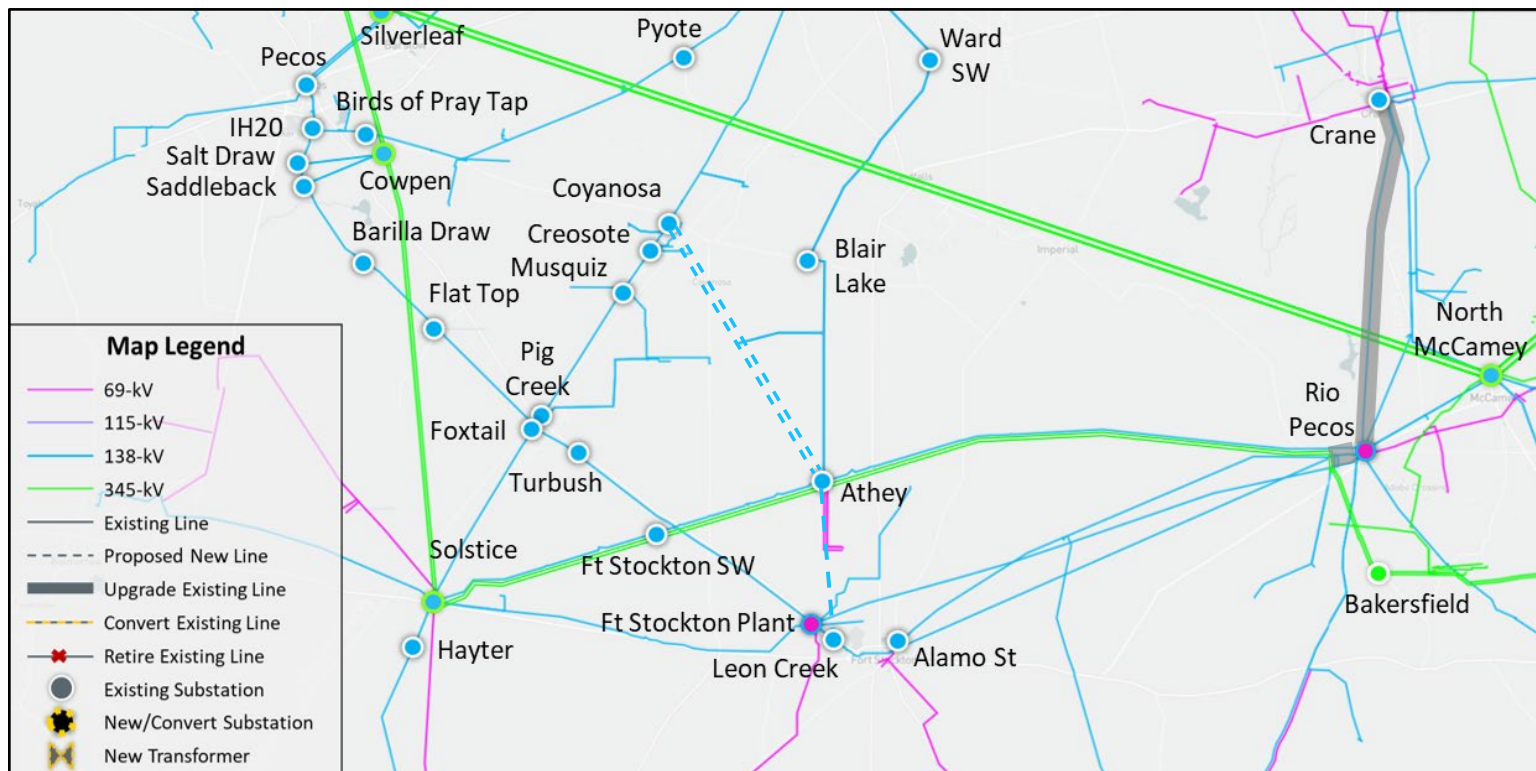 Silverleaf
Pyote
Ward
SW
Pecos
Birds of Pray Tap
IH20
Salt Draw
Saddleback
Cowpen
Crane
Coyanosa
Barilla Draw
Creosote
Musquiz
Blair
Lake
Flat Top
North
McCamey
Pig
Creek
Rio
Pecos
Foxtail
Turbush
Athey
Solstice
Ft Stockton SW
Bakersfield
Ft Stockton Plant
Hayter
Leon Creek
Alamo St
Imperial
Coyanosa
Map Legend
69-kV
115-kV
138-kV
345-kV
Existing Line
Proposed New Line
Upgrade Existing Line
Convert Existing Line
Retire Existing Line
Existing Substation
New/Convert Substation
New Transformer